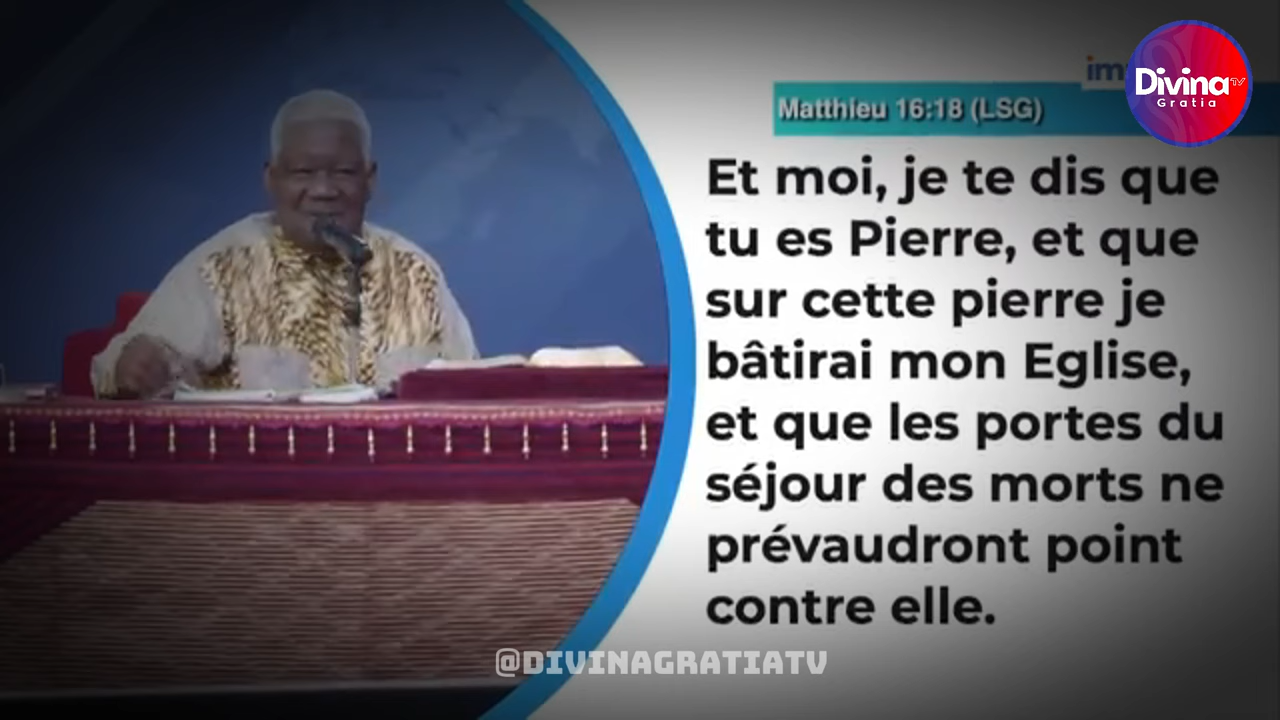 Divina TV
Gratia
Matthieu 16:18 (LSG)
Et moi, je te dis que
tu es Pierre, et que
sur cette pierre je
bâtirai mon Eglise,
et que les portes du
séjour des morts ne
prévaudront point
contre elle.
@DIVINAGRATIATV